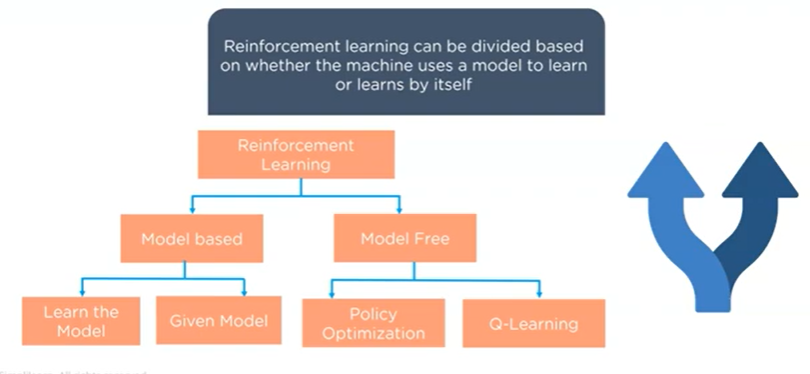 Reinforcement learning can be divided based
on whether the machine uses a model to learn
or learns by itself
Reinforcement
Learning
Model based
Model Free
Learn the
Model
Given Model
Policy
Optimization
Q-Learning